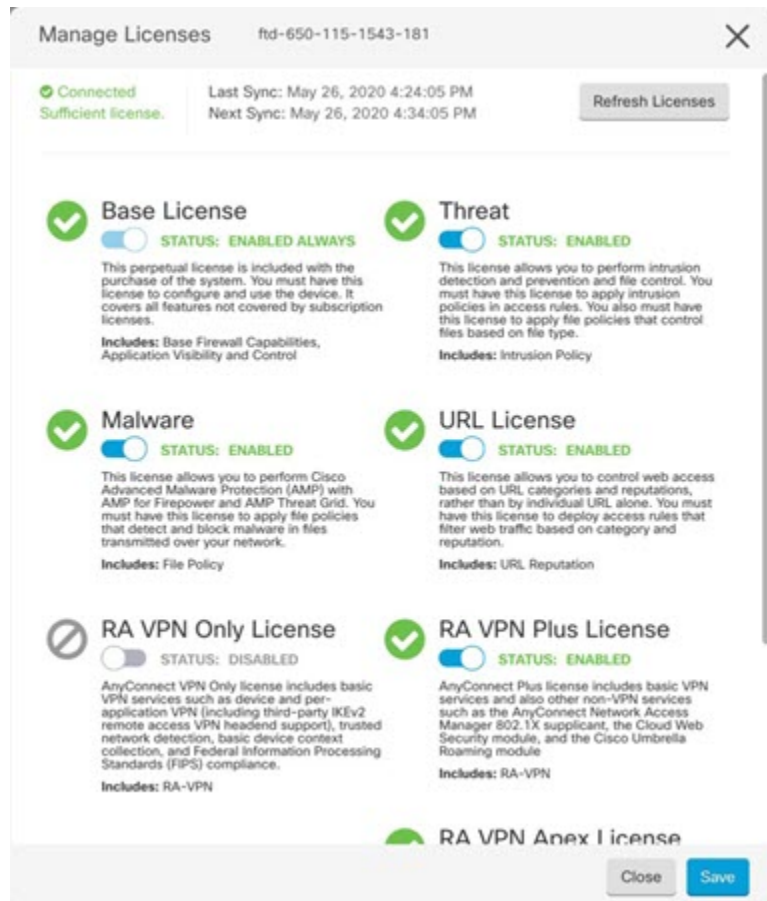 Manage Licenses ftd-650-115-1543-181
Connected
Sufficient license.
Last Sync: May 26, 2020 4:24:05 PM
Next Sync: May 26, 2020 4:34:05 PM
Refresh Licenses
Base License
STATUS: ENABLED ALWAYS
This perpetual license is included with the
purchase of the system. You must have this
license to configure and use the device. It
covers all features not covered by subscription
licenses.
Includes: Base Firewall Capabilities,
Application Visibility and Control
Threat
STATUS: ENABLED
This license allows you to perform intrusion
detection and prevention and file control. You
must have this license to apply intrusion
policies in access rules. You also must have
this license to apply file policies that control
files based on file type.
Includes: Intrusion Policy
Malware
STATUS: ENABLED
This license allows you to perform Cisco
Advanced Malware Protection (AMP) with
AMP for Firepower and AMP Threat Grid. You
must have this license to apply file policies
that detect and block malware in files
transmitted over your network.
Includes: File Policy
URL License
STATUS: ENABLED
This license allows you to control web access
based on URL categories and reputations,
rather than by individual URL alone. You must
have this license to deploy access rules that
filter web traffic based on category and
reputation.
Includes: URL Reputation
RA VPN Only License
STATUS: DISABLED
AnyConnect VPN Only license includes basic
VPN services such as device and per-
application VPN (including third-party IKEv2
remote access VPN headend support), trusted
network detection, basic device context
collection, and Federal Information Processing
Standards (FIPS) compliance.
Includes: RA-VPN
RA VPN Plus License
STATUS: ENABLED
AnyConnect Plus license includes basic VPN
services and also other non-VPN services
such as the AnyConnect Network Access
Manager 802.1X supplicant, the Cloud Web
Security module, and the Cisco Umbrella
Roaming module
Includes: RA-VPN
RA VPN Apex License
Close
Save